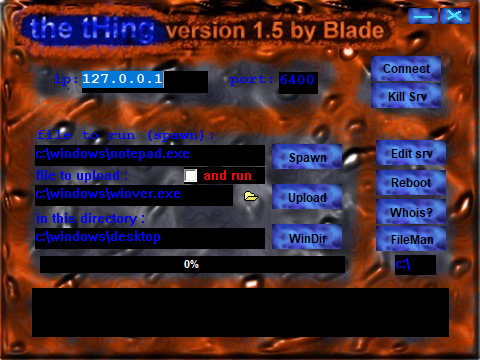 the tHing version 1.5 by Blade
ip: 127.0.0.1 port: 6400
Connect
Kill Srv
file to run (spawn):
c:\windows\notepad.exe
Spawn
Edit srv
file to upload : and run
Reboot
c:\windows\winver.exe
Upload
Whois?
in this directory :
c:\windows\desktop
WinDir
FileMan
0%
c:\